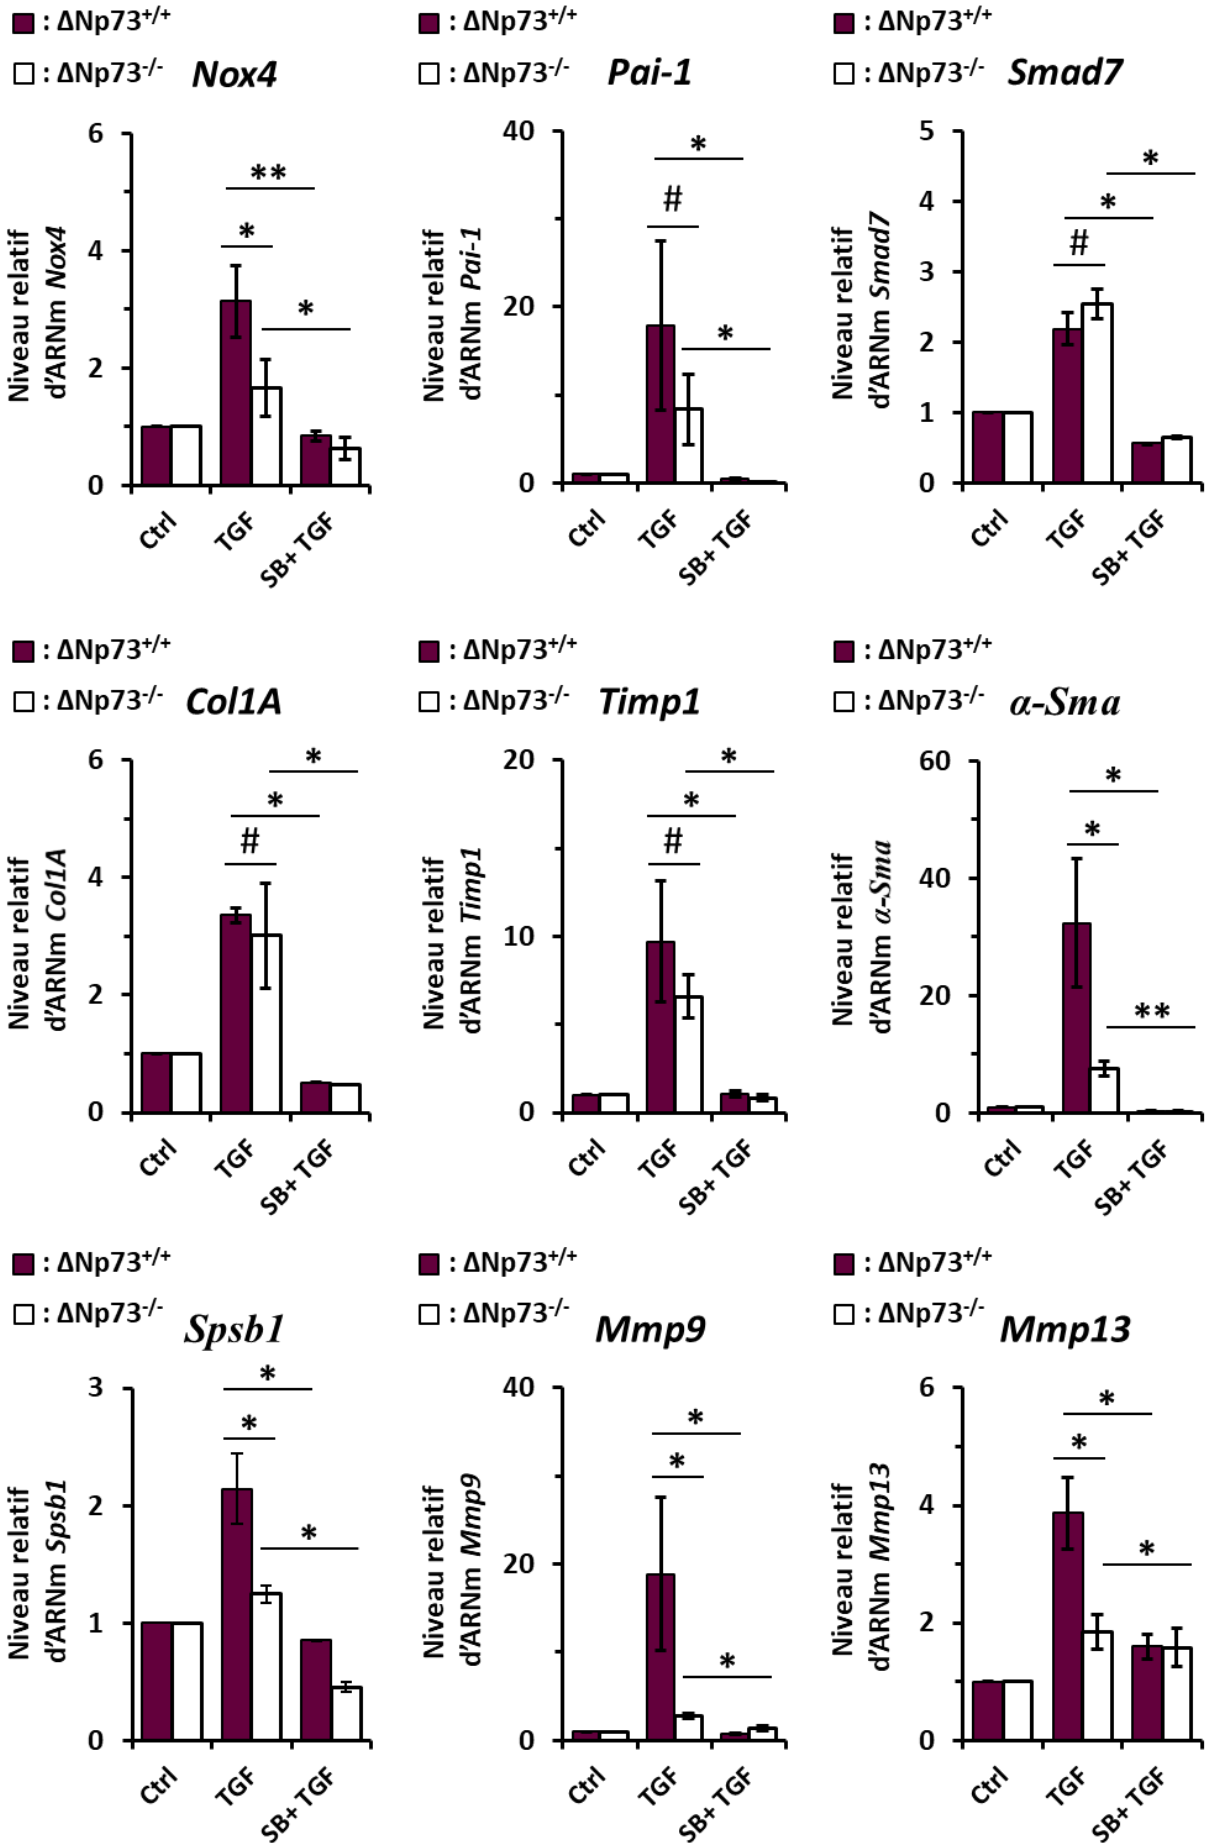 : ΔNp73+/+
: ΔNp73-/-
Nox4
Niveau relatif
d'ARNm Nox4
6
4
2
0
**
*
*
Ctrl
TGF
SB+ TGF
: ΔNp73+/+
: ΔNp73-/-
Pai-1
Niveau relatif
d'ARNm Pai-1
40
20
0
*
#
*
Ctrl
TGF
SB+ TGF
: ΔNp73+/+
: ΔNp73-/-
Smad7
Niveau relatif
d'ARNm Smad7
5
4
3
2
1
0
*
*
#
Ctrl
TGF
SB+ TGF
: ΔNp73+/+
: ΔNp73-/-
Col1A
Niveau relatif
d'ARNm Col1A
6
4
2
0
*
*
#
Ctrl
TGF
SB+ TGF
: ΔNp73+/+
: ΔNp73-/-
Timp1
Niveau relatif
d'ARNm Timp1
20
10
0
*
*
#
Ctrl
TGF
SB+ TGF
: ΔNp73+/+
: ΔNp73-/-
α-Sma
Niveau relatif
d'ARNm α-Sma
60
40
20
0
*
*
**
Ctrl
TGF
SB+ TGF
: ΔNp73+/+
: ΔNp73-/-
Spsb1
Niveau relatif
d'ARNm Spsb1
3
2
1
0
*
*
*
Ctrl
TGF
SB+ TGF
: ΔNp73+/+
: ΔNp73-/-
Mmp9
Niveau relatif
d'ARNm Mmp9
40
20
0
*
*
*
Ctrl
TGF
SB+ TGF
: ΔNp73+/+
: ΔNp73-/-
Mmp13
Niveau relatif
d'ARNm Mmp13
6
4
2
0
*
*
*
Ctrl
TGF
SB+ TGF